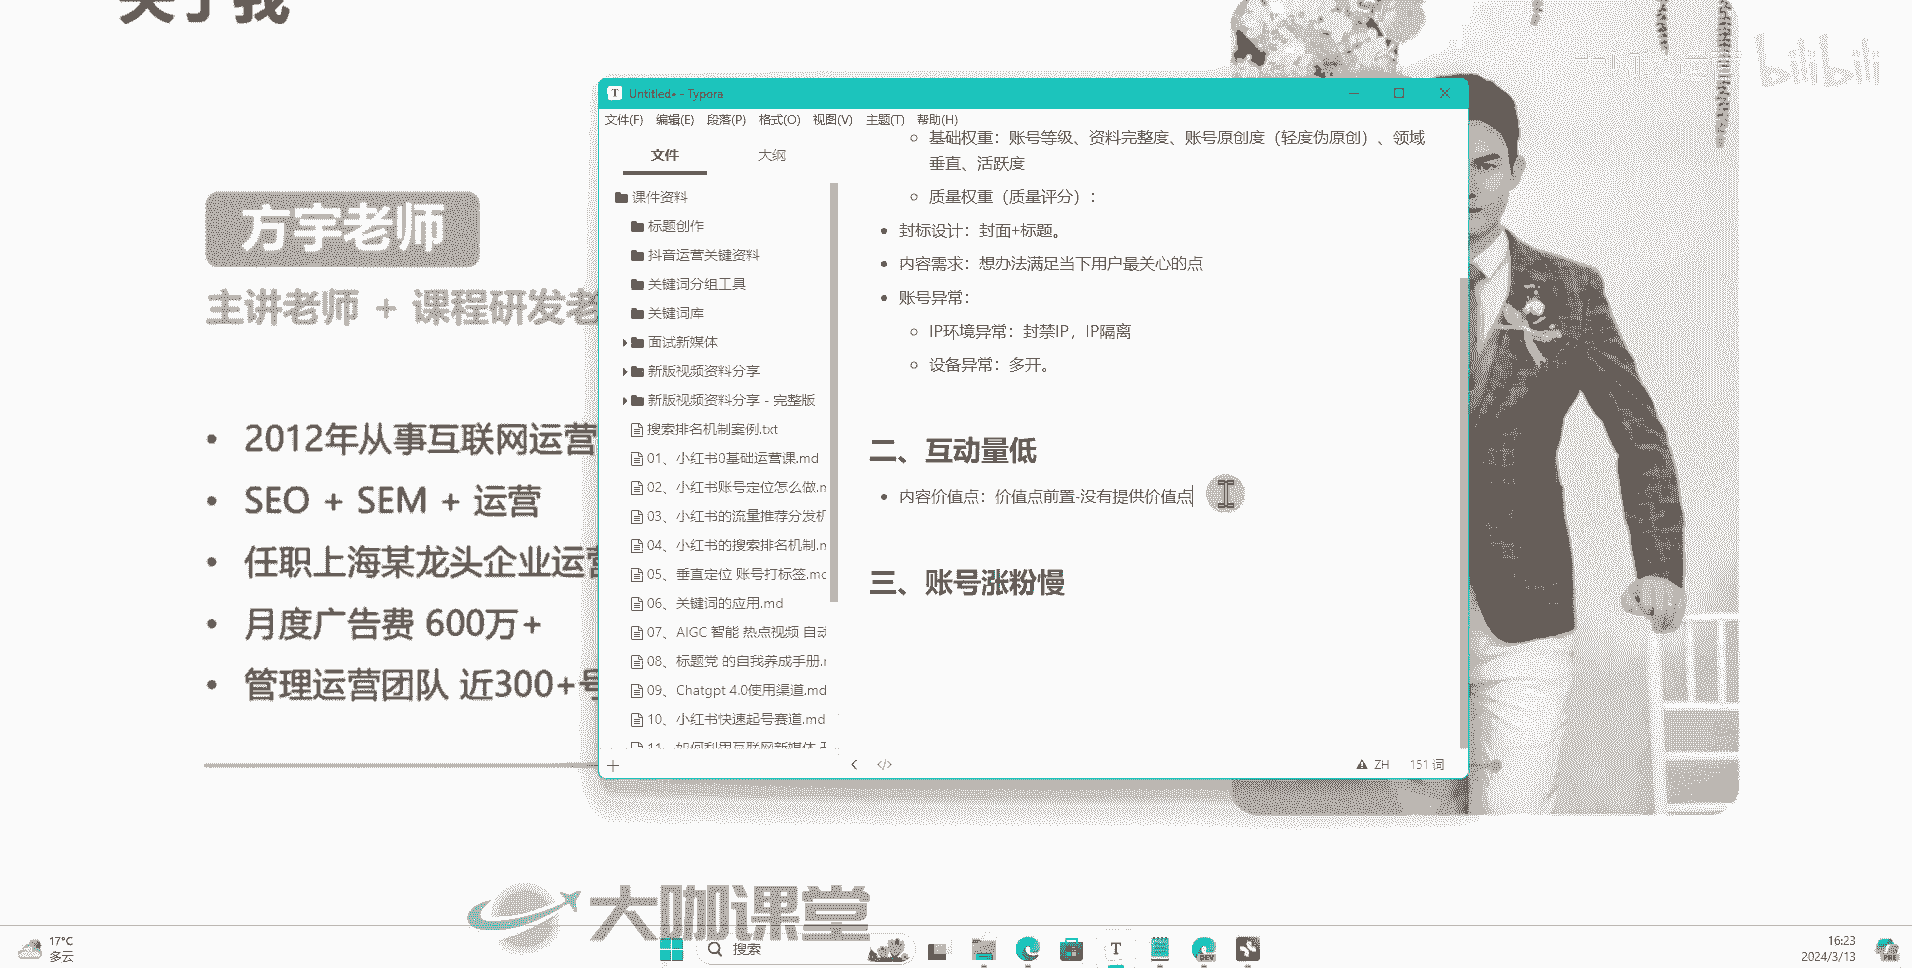 关于我
bilibili
方宇老师
主讲老师 + 课程研发老
2012年从事互联网运营
SEO + SEM + 运营
任职上海某龙头企业运营
月度广告费 600万+
管理运营团队 近300+号
Untitled• - Typora
文件(F) 编辑(E) 段落(P) 格式(O) 视图(V) 主题(T) 帮助(H)
文件 大纲
课件资料
标题创作
抖音运营关键资料
关键词分组工具
关键词库
面试新媒体
新版视频资料分享
新版视频资料分享 - 完整版
搜索排名机制案例.txt
01、小红书0基础运营课.md
02、小红书账号定位怎么做.m
03、小红书的流量推荐分发机
04、小红书的搜索排名机制.m
05、垂直定位 账号打标签.mc
06、关键词的应用.md
07、AIGC 智能 热点视频 自动
08、标题党 的自我养成手册.r
09、Chatgpt 4.0使用渠道.md
10、小红书快速起号赛道.md
11、如何利用互联网新媒体
基础权重：账号等级、资料完整度、账号原创度（轻度伪原创）、领域
垂直、活跃度
质量权重（质量评分）：
封标设计：封面+标题。
内容需求：想办法满足当下用户最关心的点
账号异常：
IP环境异常：封禁IP，IP隔离
设备异常：多开。
二、互动量低
内容价值点：价值点前置-没有提供价值点
三、账号涨粉慢
ZH 151 词
大咖课堂
17°C
多云
搜索
DEV
16:23
2024/3/13
PRE